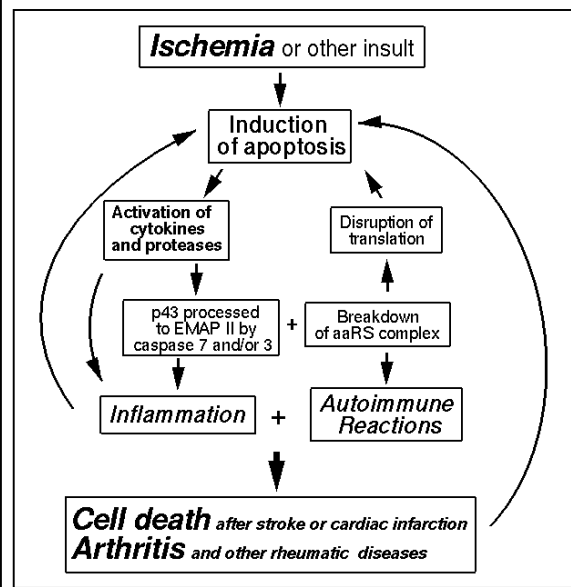 Ischemia or other insult
Induction
of apoptosis
Activation of
cytokines
and proteases
Disruption of
translation
p43 processed
to EMAP II by
caspase 7 and/or 3
+
Breakdown
of aaRS complex
Inflammation
+
Autoimmune
Reactions
Cell death after stroke or cardiac infarction
Arthritis and other rheumatic diseases